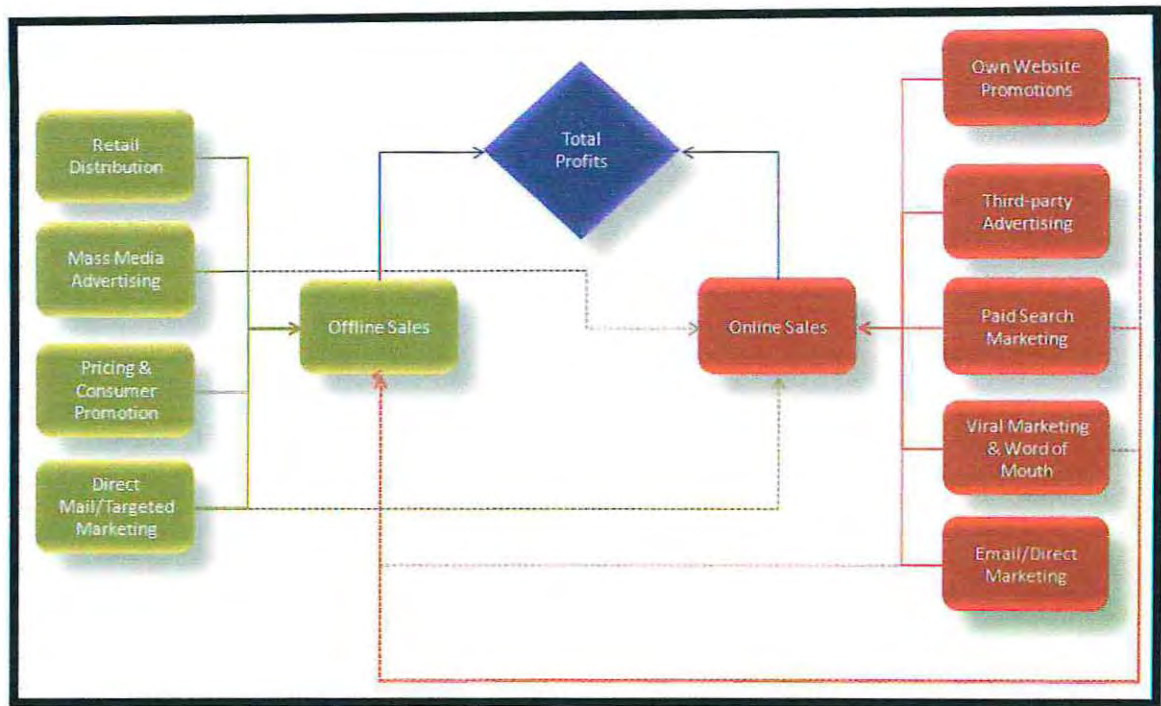 Own Website
Promotions
Total
Profits
Retail
Distribution
Third-party
Advertising
Mass Media
Advertising
Offline Sales
Online Sales
Paid Search
Marketing
Pricing &
Consumer
Promotion
Viral Marketing
& Word of
Mouth
Direct
Mail/Targeted
Marketing
Email/Direct
Marketing